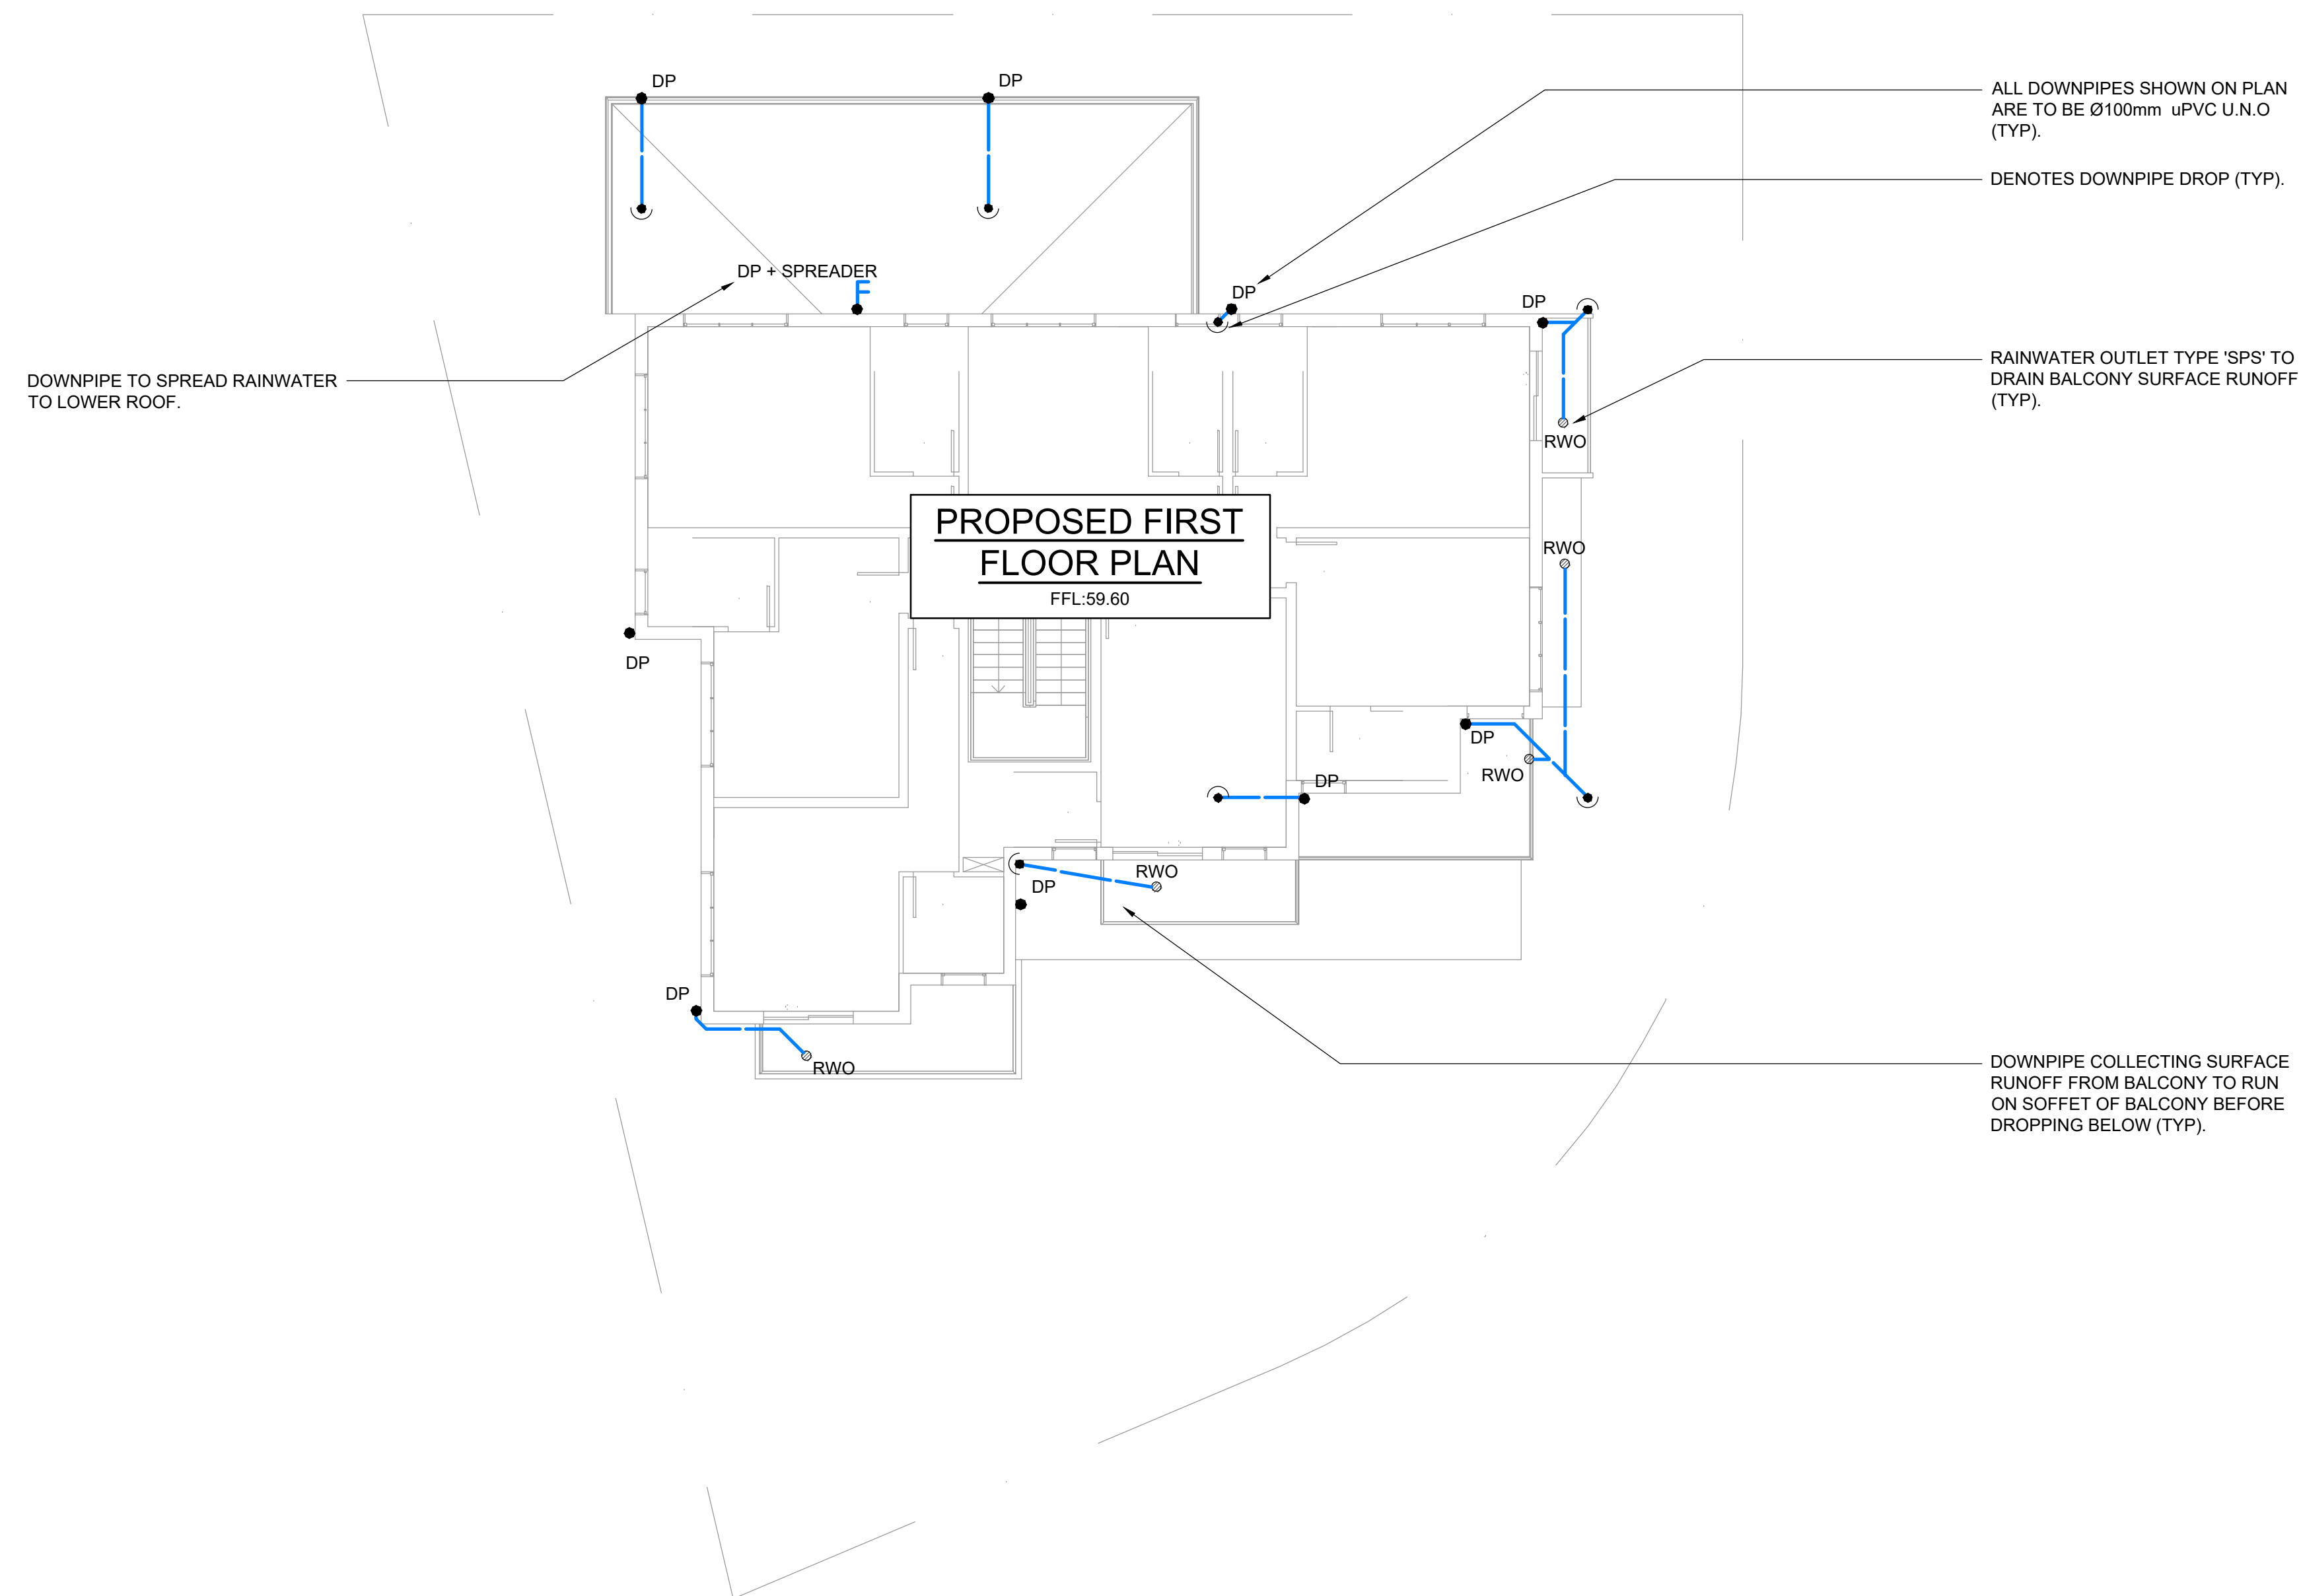 DP
DP
ALL DOWNPIPES SHOWN ON PLAN
ARE TO BE Ø100mm uPVC U.N.O
(TYP).
DENOTES DOWNPIPE DROP (TYP).
DP + SPREADER
DP
DP
RAINWATER OUTLET TYPE 'SPS' TO
DRAIN BALCONY SURFACE RUNOFF
(TYP).
DOWNPIPE TO SPREAD RAINWATER
TO LOWER ROOF.
RWO
PROPOSED FIRST
FLOOR PLAN
FFL:59.60
RWO
DP
DP
RWO
DP
RWO
DP
DP
RWO
DOWNPIPE COLLECTING SURFACE
RUNOFF FROM BALCONY TO RUN
ON SOFFET OF BALCONY BEFORE
DROPPING BELOW (TYP).